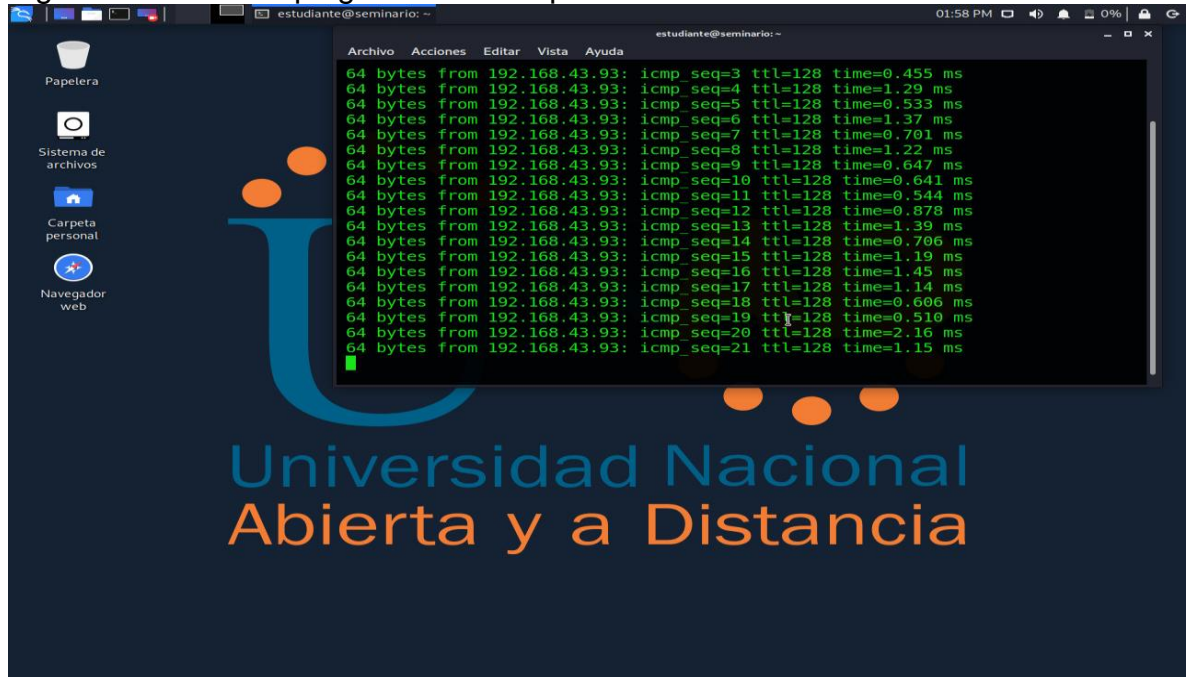 estudiante@seminario: ~
01:58 PM
0%
Papelera
Sistema de
archivos
Carpeta
personal
Navegador
web
estudiante@seminario: ~
Archivo Acciones Editar Vista Ayuda
64 bytes from 192.168.43.93: icmp_seq=3 ttl=128 time=0.455 ms
64 bytes from 192.168.43.93: icmp_seq=4 ttl=128 time=1.29 ms
64 bytes from 192.168.43.93: icmp_seq=5 ttl=128 time=0.533 ms
64 bytes from 192.168.43.93: icmp_seq=6 ttl=128 time=1.37 ms
64 bytes from 192.168.43.93: icmp_seq=7 ttl=128 time=0.701 ms
64 bytes from 192.168.43.93: icmp_seq=8 ttl=128 time=1.22 ms
64 bytes from 192.168.43.93: icmp_seq=9 ttl=128 time=0.647 ms
64 bytes from 192.168.43.93: icmp_seq=10 ttl=128 time=0.641 ms
64 bytes from 192.168.43.93: icmp_seq=11 ttl=128 time=0.544 ms
64 bytes from 192.168.43.93: icmp_seq=12 ttl=128 time=0.878 ms
64 bytes from 192.168.43.93: icmp_seq=13 ttl=128 time=1.39 ms
64 bytes from 192.168.43.93: icmp_seq=14 ttl=128 time=0.706 ms
64 bytes from 192.168.43.93: icmp_seq=15 ttl=128 time=1.19 ms
64 bytes from 192.168.43.93: icmp_seq=16 ttl=128 time=1.45 ms
64 bytes from 192.168.43.93: icmp_seq=17 ttl=128 time=1.14 ms
64 bytes from 192.168.43.93: icmp_seq=18 ttl=128 time=0.606 ms
64 bytes from 192.168.43.93: icmp_seq=19 ttl=128 time=0.510 ms
64 bytes from 192.168.43.93: icmp_seq=20 ttl=128 time=2.16 ms
64 bytes from 192.168.43.93: icmp_seq=21 ttl=128 time=1.15 ms
Universidad Nacional
Abierta y a Distancia